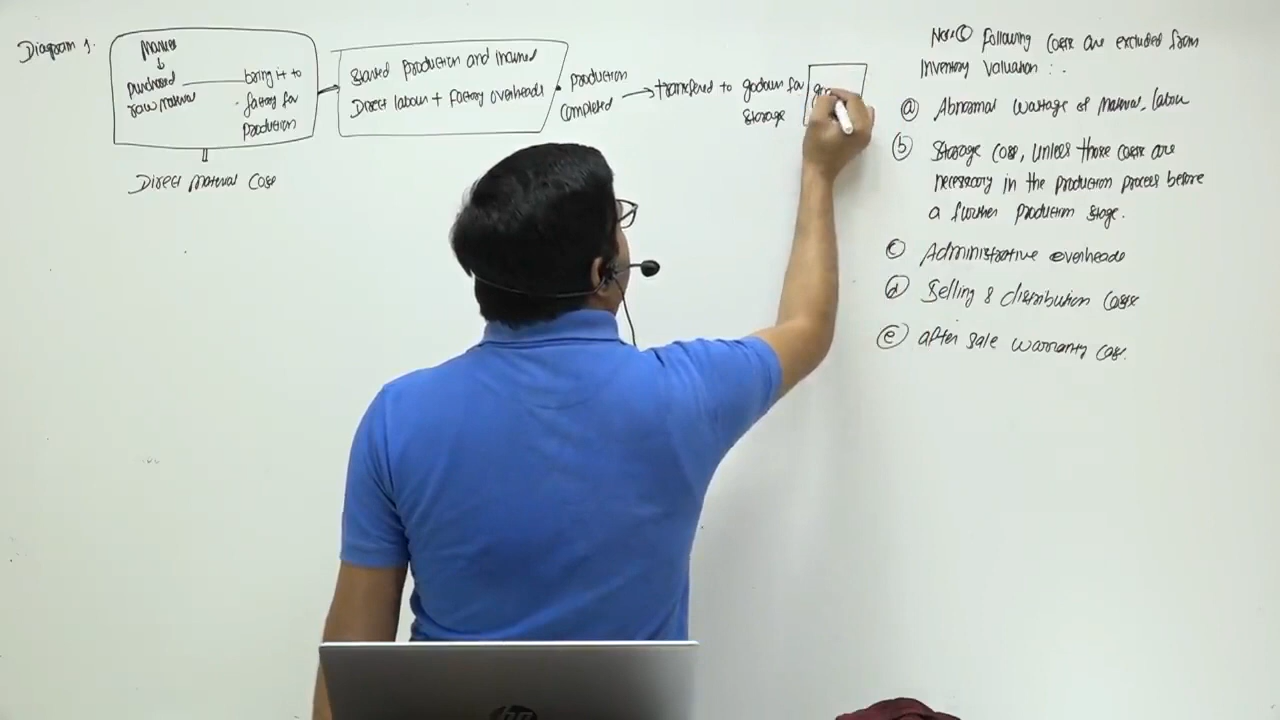 Diagram 1.
Market
↓
purchased
raw material
bring it to
factory for
production
Direct material cost
Started production and incurred
Direct labour + factory overheads
production
completed
transfered to godown for
storage
Note① Following costs are excluded from
Inventory valuation :.
ⓐ Abnormal wastage of material, labour
ⓑ Storage cost, unless those costs are
necessary in the production process before
a further production stage.
ⓒ Administrative overheads
ⓓ Selling & distribution costs
ⓔ after sale warranty cost.
hp